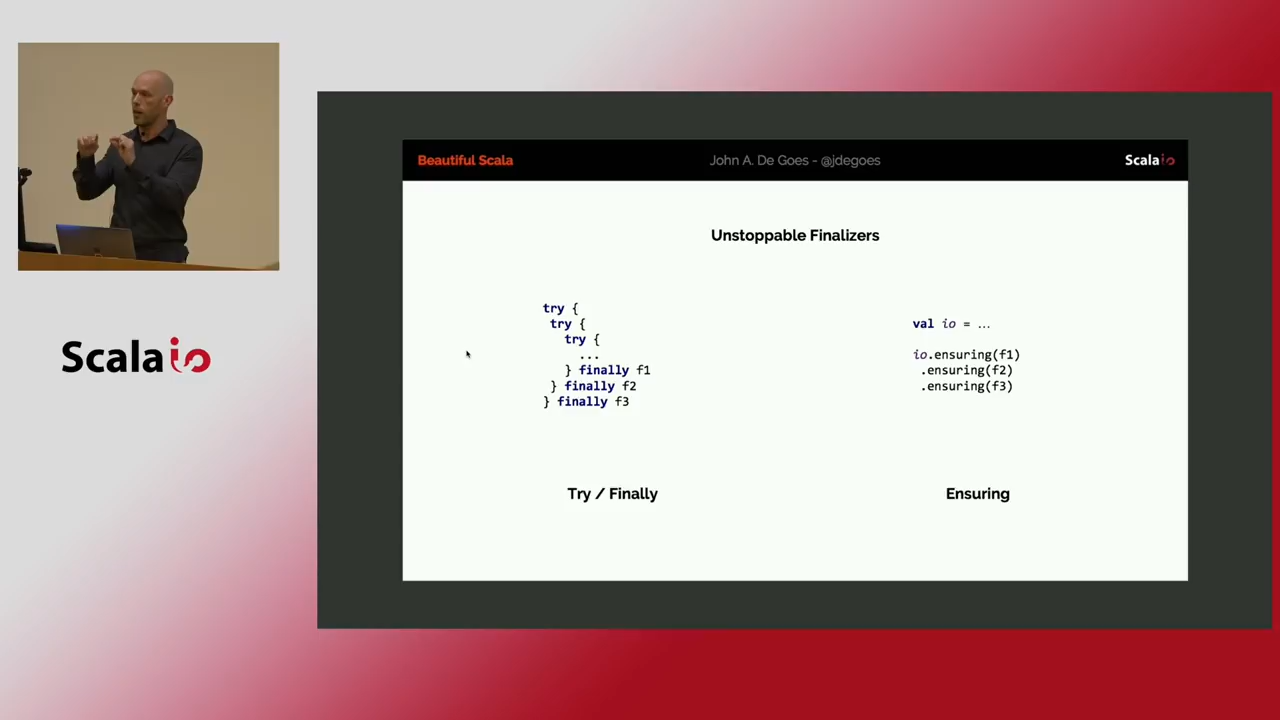 Beautiful Scala
John A. De Goes - @jdegoes
Scala io
Unstoppable Finalizers
try {
try {
try {
...
} finally f1
} finally f2
} finally f3
val io = ...
io.ensuring(f1)
.ensuring(f2)
.ensuring(f3)
Try / Finally
Ensuring
Scala io